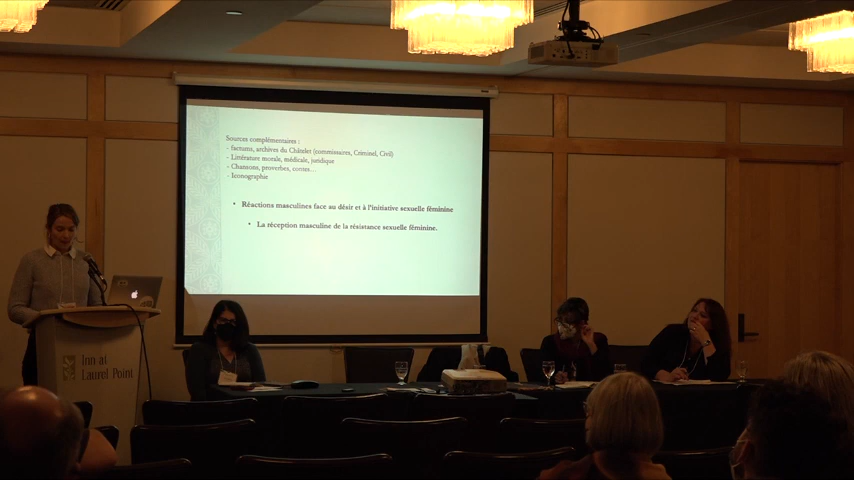 Sources complémentaires :
- factums, archives du Châtelet (commissaires, Criminel, Civil)
- Littérature morale, médicale, juridique
- Chansons, proverbes, contes…
- Iconographie
• Réactions masculines face au désir et à l'initiative sexuelle féminine
• La réception masculine de la résistance sexuelle féminine.
Inn at
Laurel Point